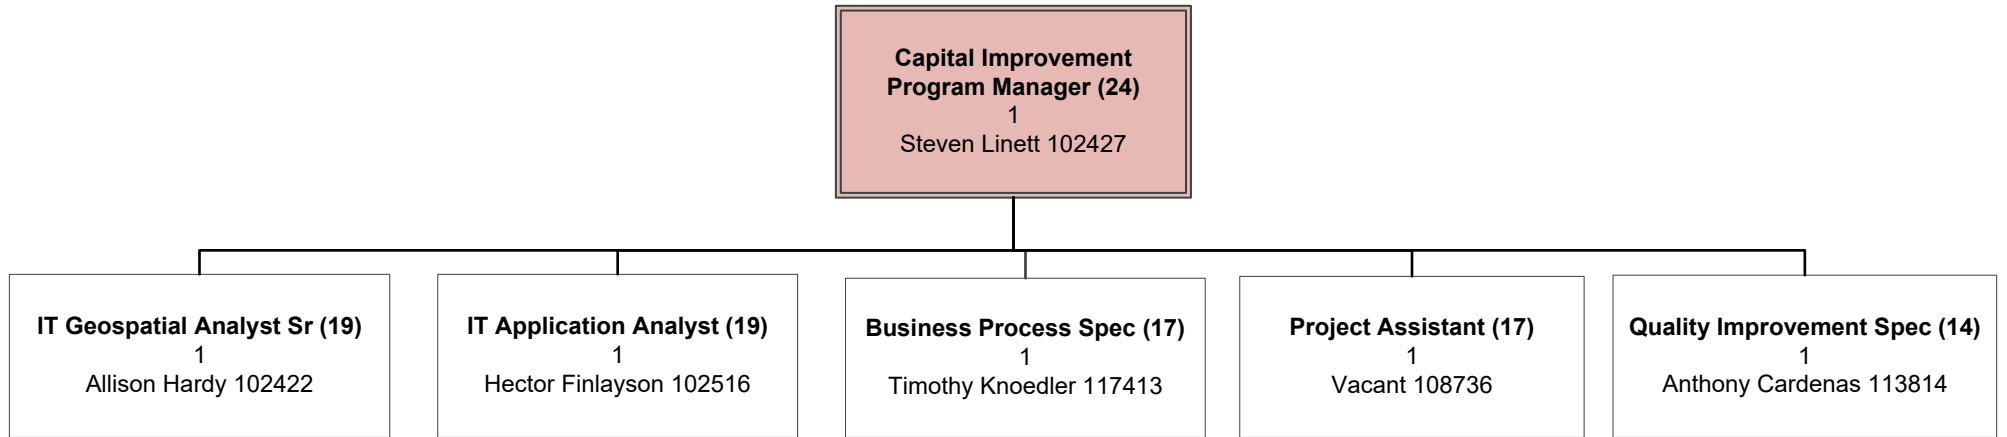 Capital Improvement
Program Manager (24)
1
Steven Linett 102427
IT Geospatial Analyst Sr (19)
1
Allison Hardy 102422
IT Application Analyst (19)
1
Hector Finlayson 102516
Business Process Spec (17)
1
Timothy Knoedler 117413
Project Assistant (17)
1
Vacant 108736
Quality Improvement Spec (14)
1
Anthony Cardenas 113814